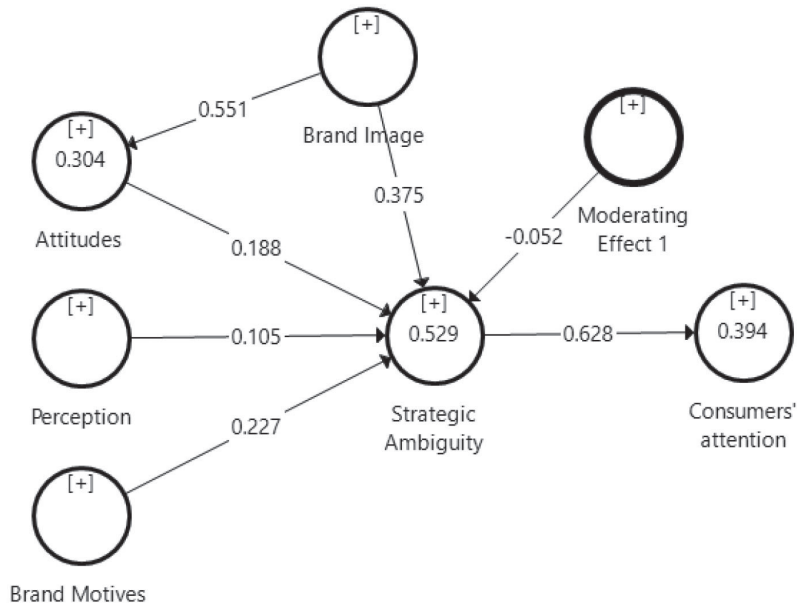 [+]
Brand Image
[+]
Moderating
Effect 1
0.551
[+]
0.304
Attitudes
0.375
-0.052
0.188
[+]
Perception
0.105
[+]
0.529
Strategic
Ambiguity
0.628
[+]
0.394
Consumers'
attention
0.227
[+]
Brand Motives